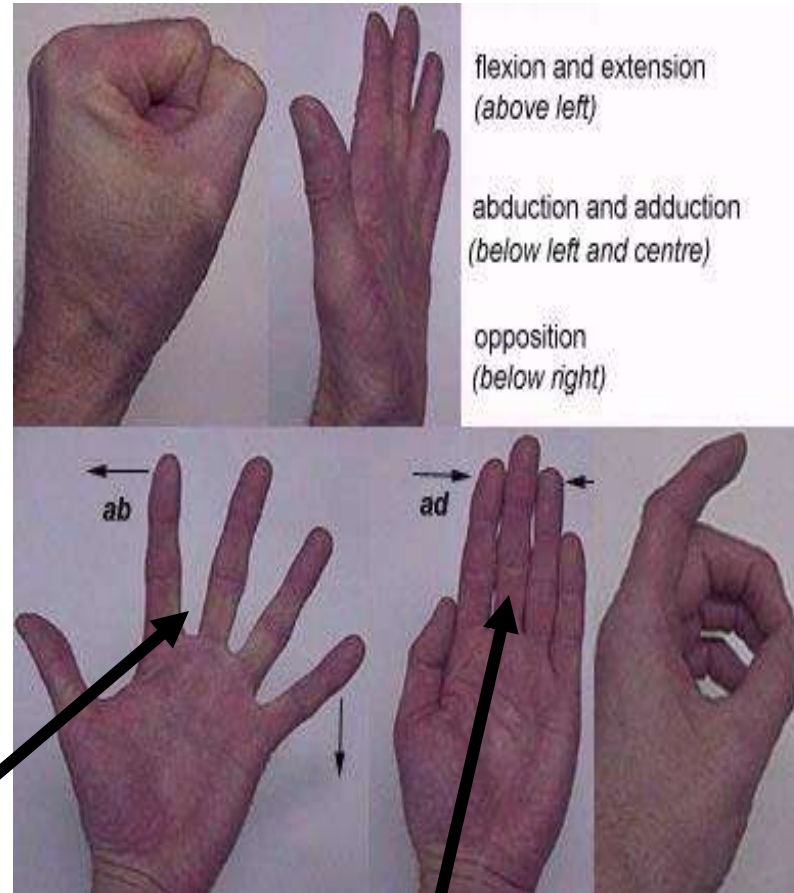 flexion and extension
(above left)
abduction and adduction
(below left and centre)
opposition
(below right)
ab
ad